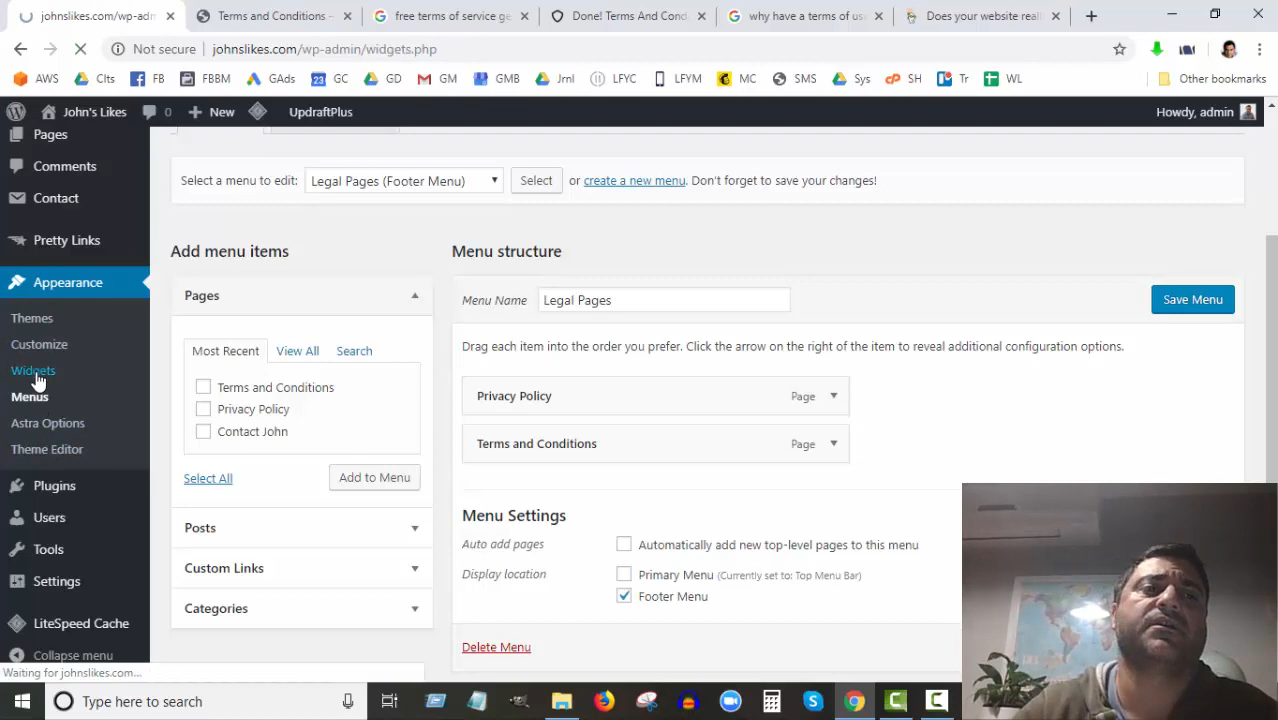 johnslikes.com/wp-adm
Terms and Conditions –
free terms of service ge
Done! Terms And Cond
why have a terms of us
Does your website reall
Not secure johnslikes.com/wp-admin/widgets.php
AWS Clts FB FBBM GAds 23 GC GD GM GMB Jrnl LFYC LFYM MC SMS Sys cP SH Tr WL Other bookmarks
John's Likes 0 New UpdraftPlus Howdy, admin
Pages
Comments
Contact
Pretty Links
Appearance
Themes
Customize
Widgets
Menus
Astra Options
Theme Editor
Plugins
Users
Tools
Settings
LiteSpeed Cache
Collapse menu
Select a menu to edit: Legal Pages (Footer Menu) Select or create a new menu. Don't forget to save your changes!
Add menu items
Pages
Most Recent View All Search
Terms and Conditions
Privacy Policy
Contact John
Select All Add to Menu
Posts
Custom Links
Categories
Menu structure
Menu Name Legal Pages Save Menu
Drag each item into the order you prefer. Click the arrow on the right of the item to reveal additional configuration options.
Privacy Policy Page
Terms and Conditions Page
Menu Settings
Auto add pages Automatically add new top-level pages to this menu
Display location Primary Menu (Currently set to: Top Menu Bar)
Footer Menu
Delete Menu
Waiting for johnslikes.com...
Type here to search